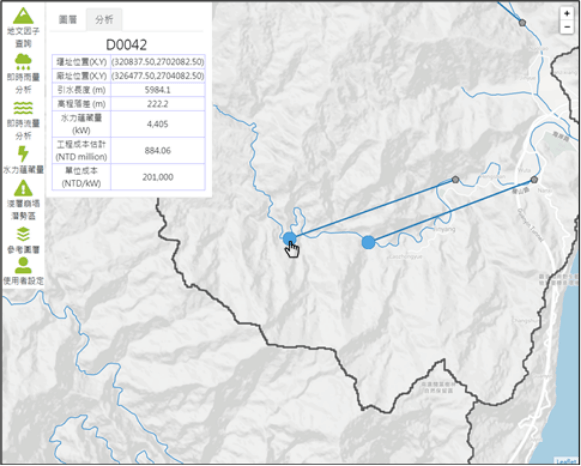 地文因子
查詢
即時雨量
分析
即時流量
分析
水力蘊藏量
淺層崩塌
潛勢區
參考圖層
使用者設定
圖層
分析
D0042
堰址位置(X,Y) (320837.50,2702082.50)
廠址位置(X,Y) (326477.50,2704082.50)
引水長度 (m) 5984.1
高程落差 (m) 222.2
水力蘊藏量
(kW) 4,405
工程成本估計
(NTD million) 884.06
單位成本
(NTD/kW) 201,000
+
−
Leaflet